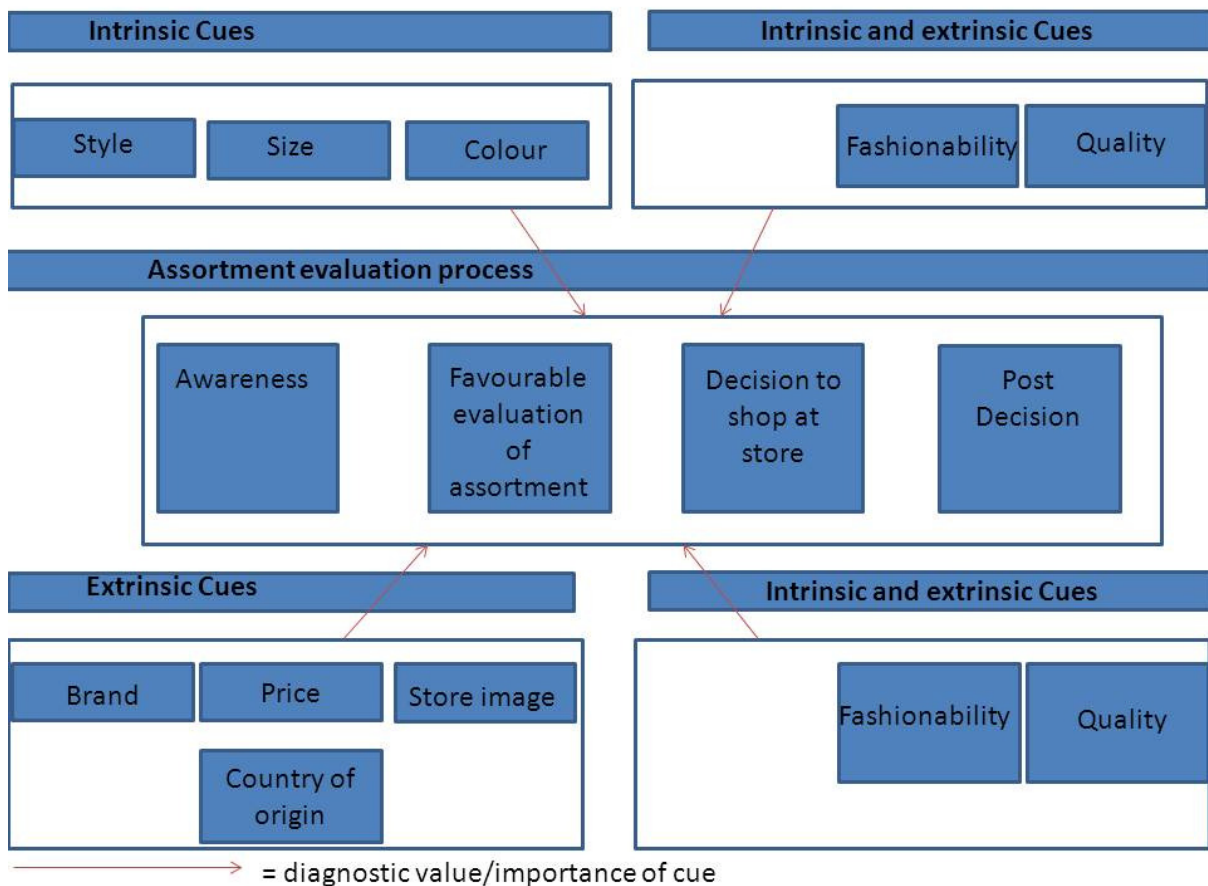 Intrinsic Cues
Intrinsic and extrinsic Cues
Style
Size
Colour
Fashionability
Quality
Assortment evaluation process
Awareness
Favourable
evaluation
of
assortment
Decision to
shop at
store
Post
Decision
Extrinsic Cues
Intrinsic and extrinsic Cues
Brand
Price
Store image
Country of
origin
Fashionability
Quality
= diagnostic value/importance of cue